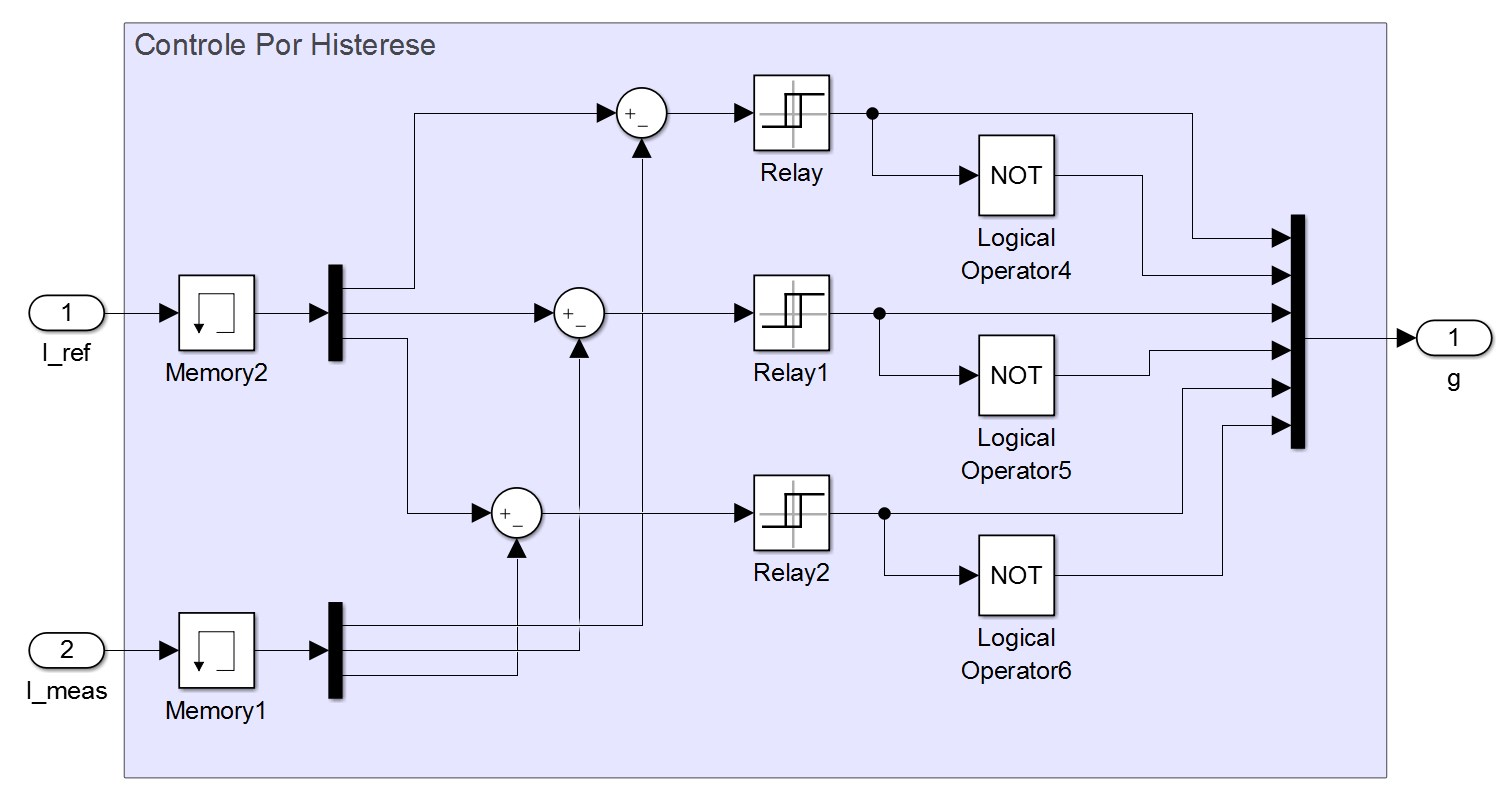 Controle Por Histerese
+
−
Relay
NOT
Logical
Operator4
1
I_ref
Memory2
+
−
Relay1
NOT
Logical
Operator5
1
g
+
−
Relay2
NOT
Logical
Operator6
2
I_meas
Memory1